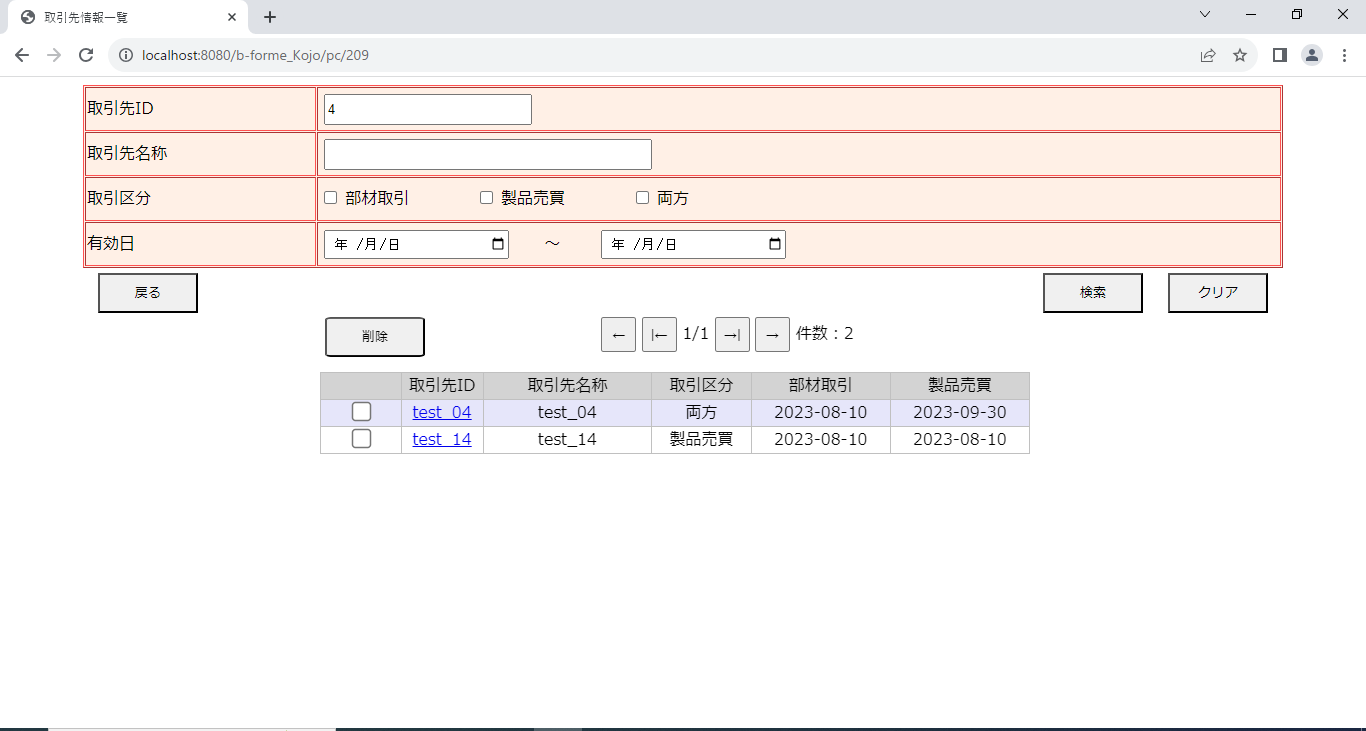 取引先情報一覧
localhost:8080/b-forme_Kojo/pc/209
取引先ID 4
取引先名称
取引区分 部材取引 製品売買 両方
有効日 年 /月/日 ～ 年 /月/日
戻る 検索 クリア
削除 ← |← 1/1 →| → 件数：2
取引先ID 取引先名称 取引区分 部材取引 製品売買
test_04 test_04 両方 2023-08-10 2023-09-30
test_14 test_14 製品売買 2023-08-10 2023-08-10